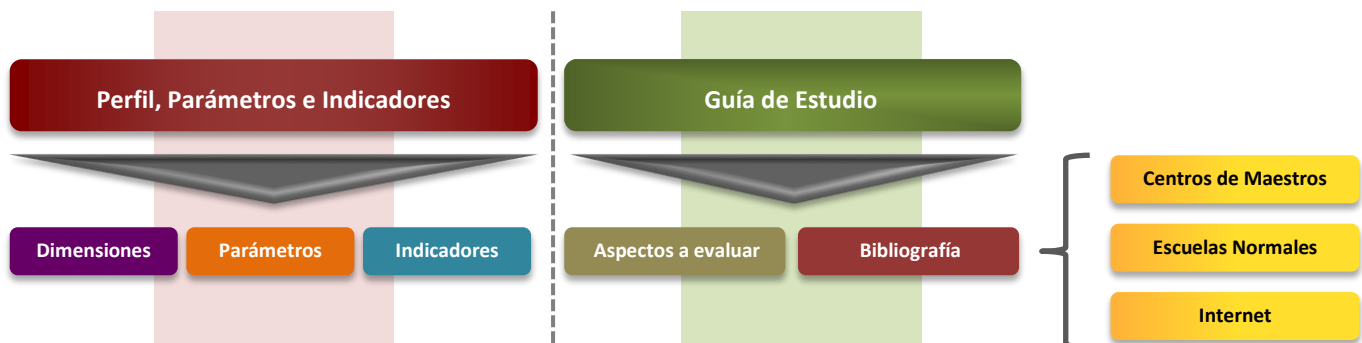 Perfil, Parámetros e Indicadores
Guía de Estudio
Dimensiones
Parámetros
Indicadores
Aspectos a evaluar
Bibliografía
Centros de Maestros
Escuelas Normales
Internet